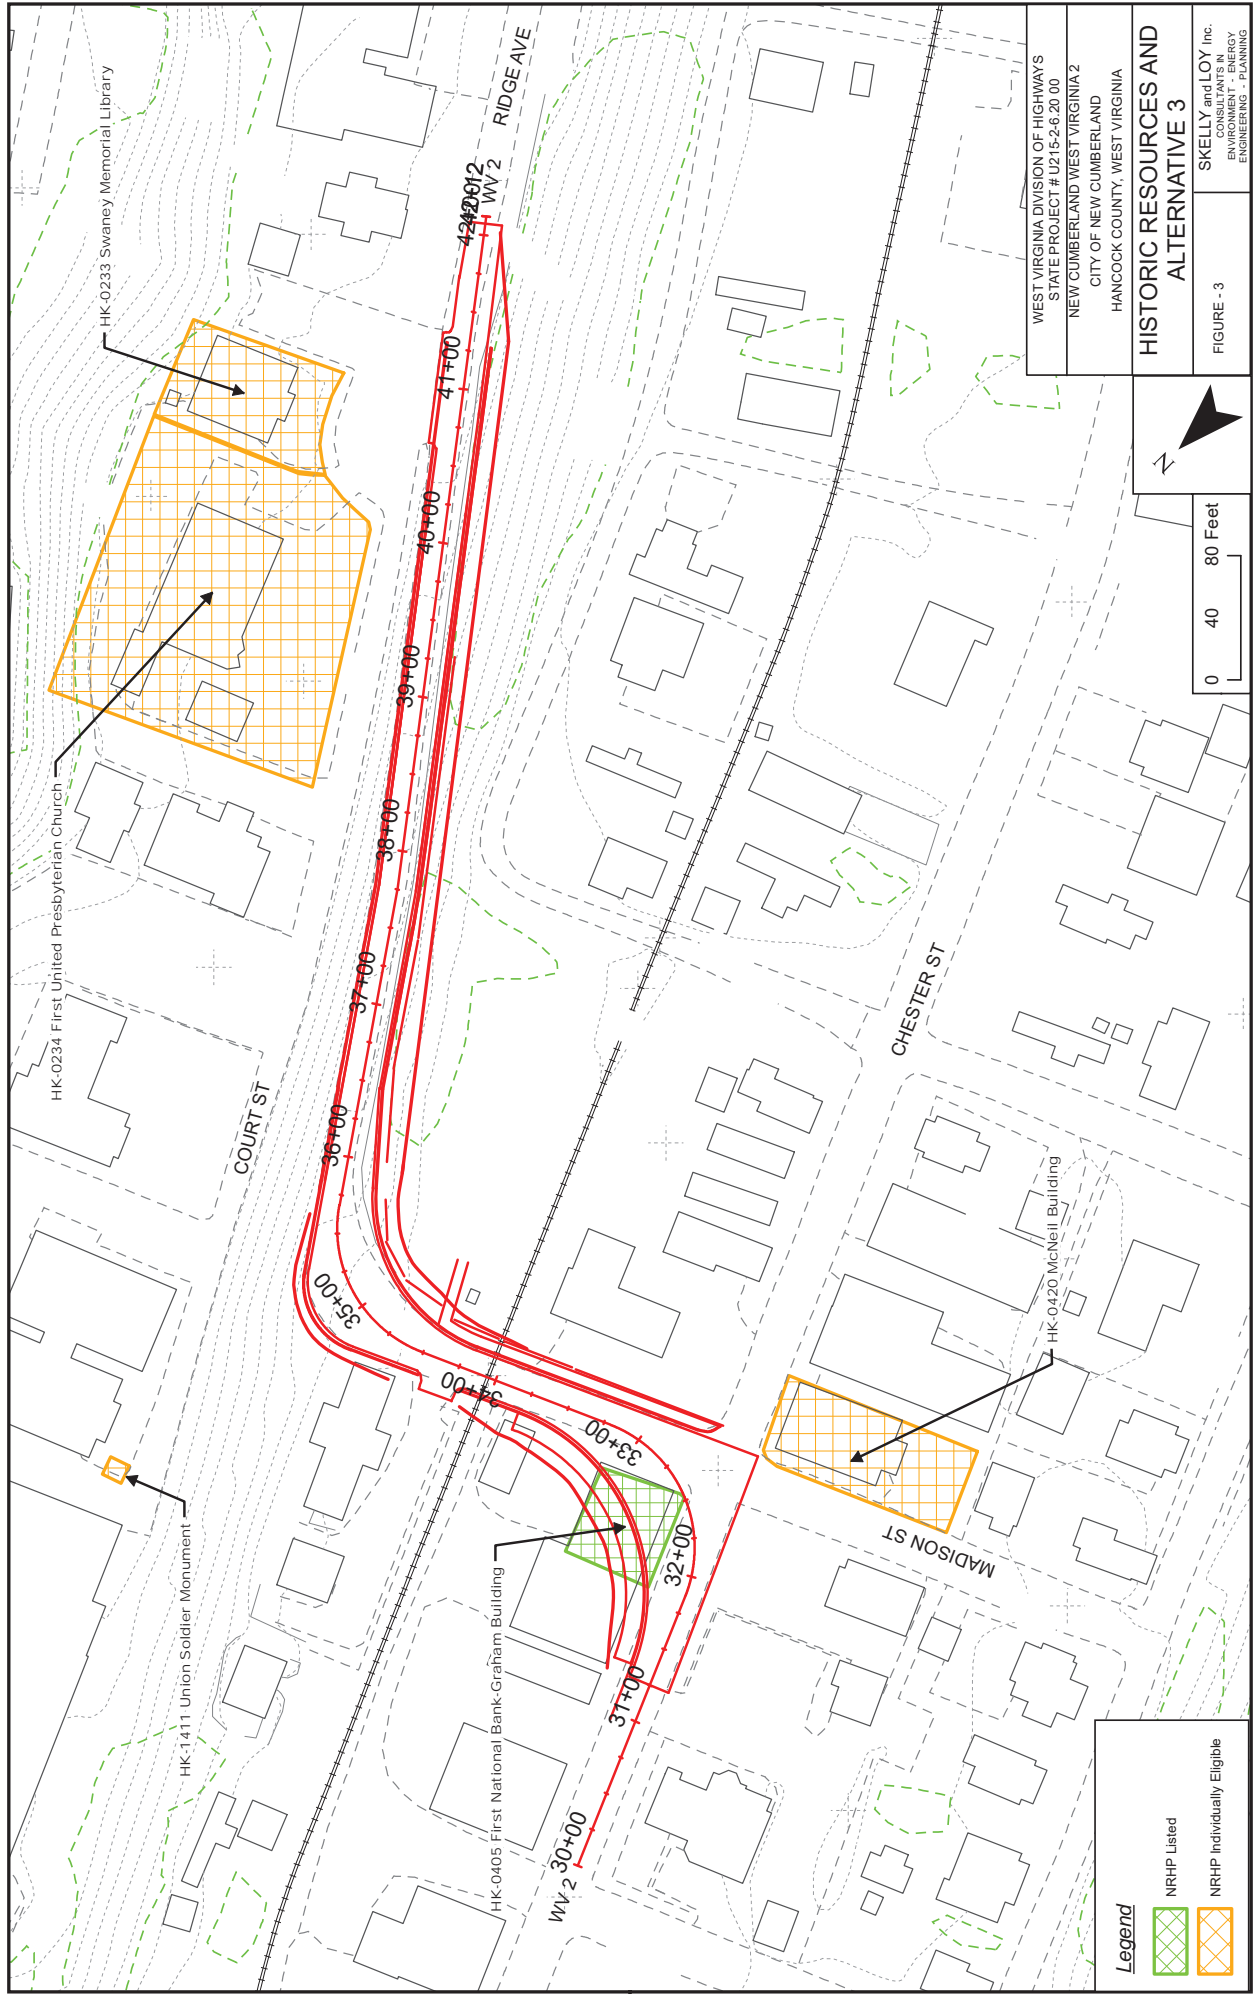 HK-0233 Swaney Memorial Library
RIDGE AVE
WV 2
42+12
42+00
41+00
40+00
39+00
38+00
37+00
36+00
35+00
34+00
33+00
32+00
31+00
30+00
WV 2
HK-0234 First United Presbyterian Church
COURT ST
HK-1411 Union Soldier Monument
HK-0405 First National Bank-Graham Building
CHESTER ST
HK-0420 McNeil Building
MADISON ST
Legend
NRHP Listed
NRHP Individually Eligible
0 40 80 Feet
N
WEST VIRGINIA DIVISION OF HIGHWAYS
STATE PROJECT # U215-2-6.20 00
NEW CUMBERLAND WEST VIRGINIA 2
CITY OF NEW CUMBERLAND
HANCOCK COUNTY, WEST VIRGINIA
HISTORIC RESOURCES AND
ALTERNATIVE 3
FIGURE - 3
SKELLY and LOY Inc.
CONSULTANTS IN
ENVIRONMENT - ENERGY
ENGINEERING - PLANNING